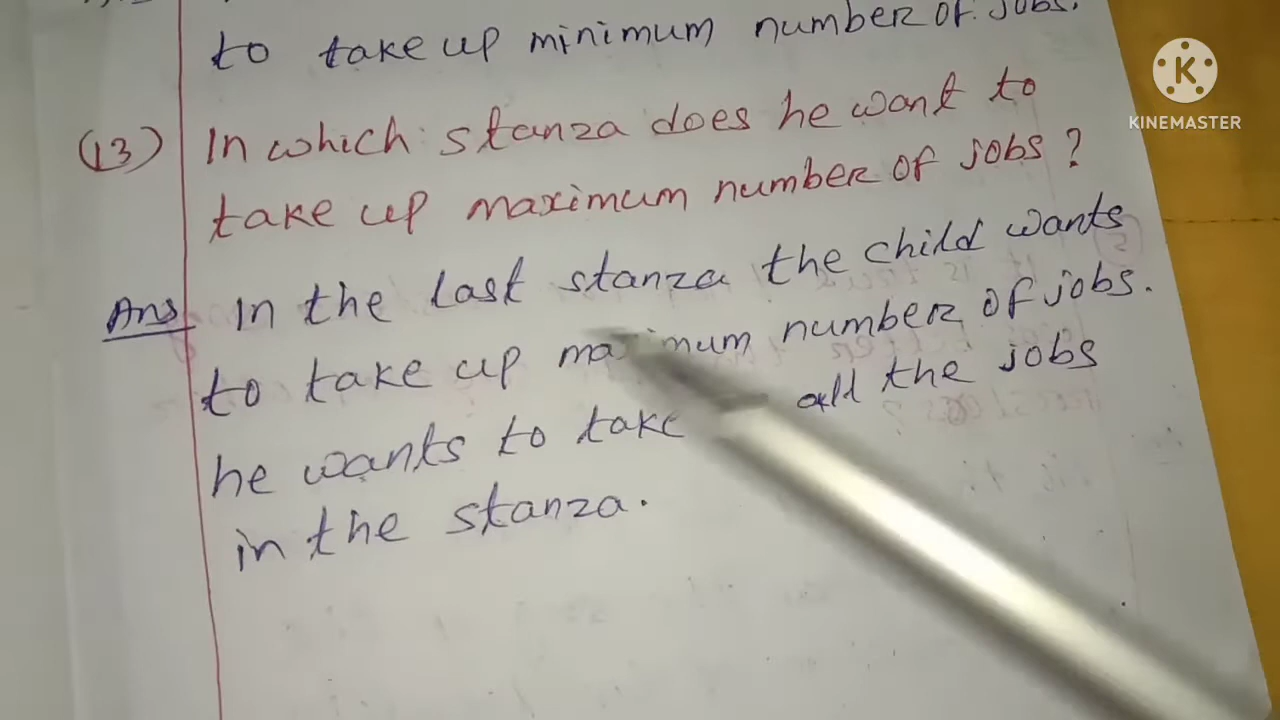 to take up minimum number of jobs.
(13) In which stanza does he want to
take up maximum number of jobs?
Ans In the last stanza the child wants
to take up maximum number of jobs.
he wants to take all the jobs
in the stanza.
KINEMASTER